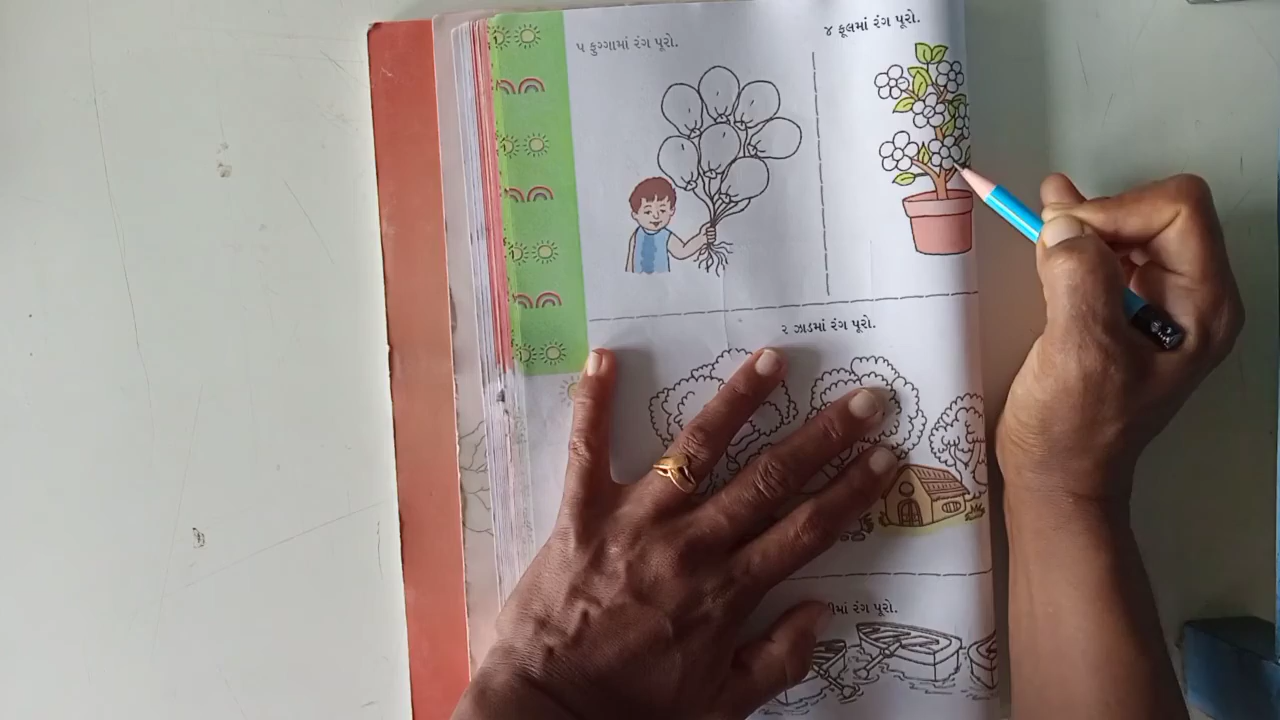 ૫ ફુગ્ગામાં રંગ પૂરો.
૪ ફૂલમાં રંગ પૂરો.
૨ ઝાડમાં રંગ પૂરો.
રંગ પૂરો.